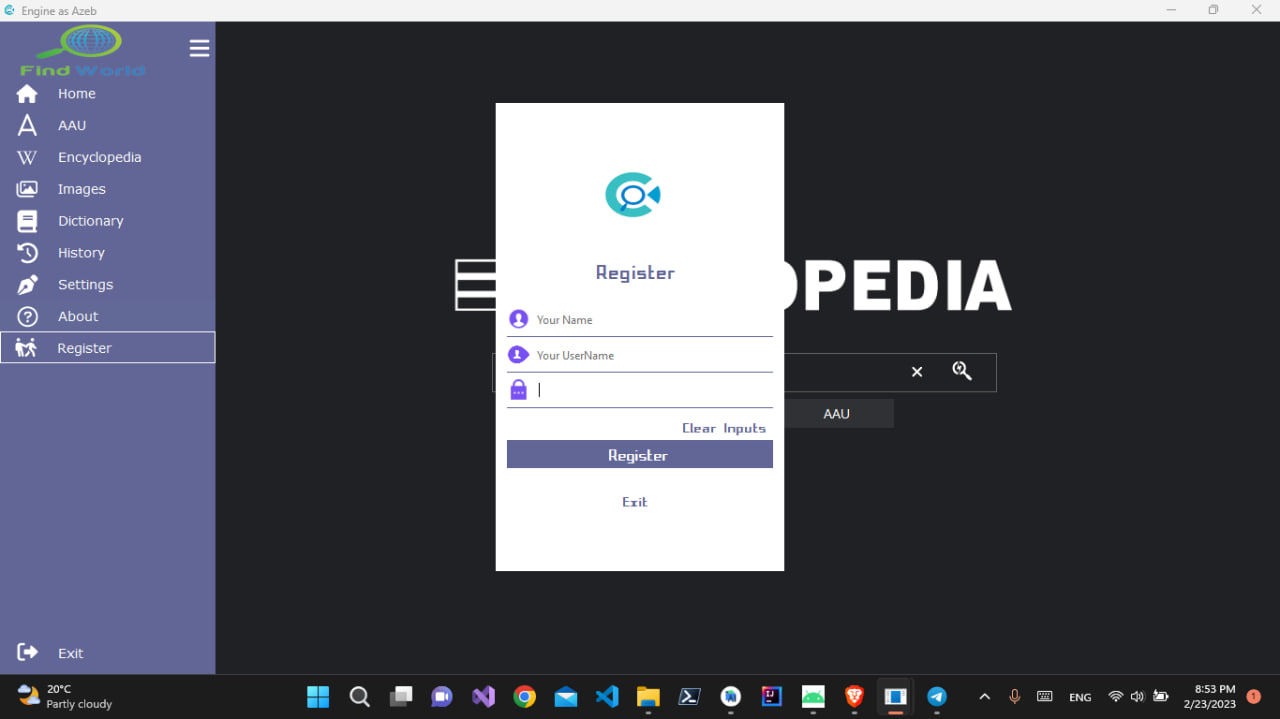 Engine as Azeb
Find World
Home
AAU
Encyclopedia
Images
Dictionary
History
Settings
About
Register
Exit
Register
Your Name
Your UserName
Clear Inputs
Register
Exit
OPEDIA
AAU
20°C
Partly cloudy
ENG
8:53 PM
2/23/2023
1